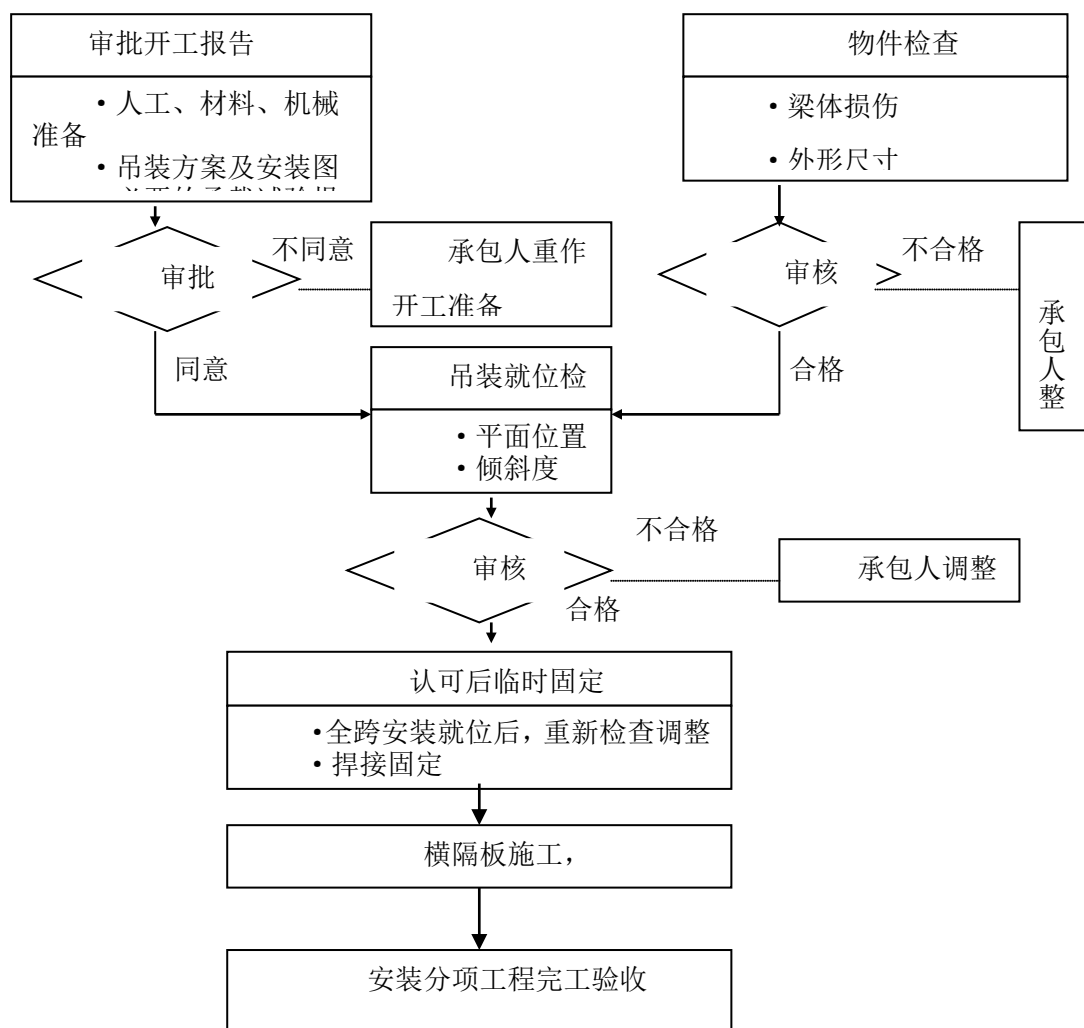 审批开工报告
・人工、材料、机械
准备
・吊装方案及安装图
物件检查
・梁体损伤
・外形尺寸
审批
不同意
承包人重作
开工准备
审核
不合格
承包人整
同意
吊装就位检
合格
・平面位置
・倾斜度
审核
不合格
承包人调整
合格
认可后临时固定
・全跨安装就位后，重新检查调整
・捍接固定
横隔板施工，
安装分项工程完工验收